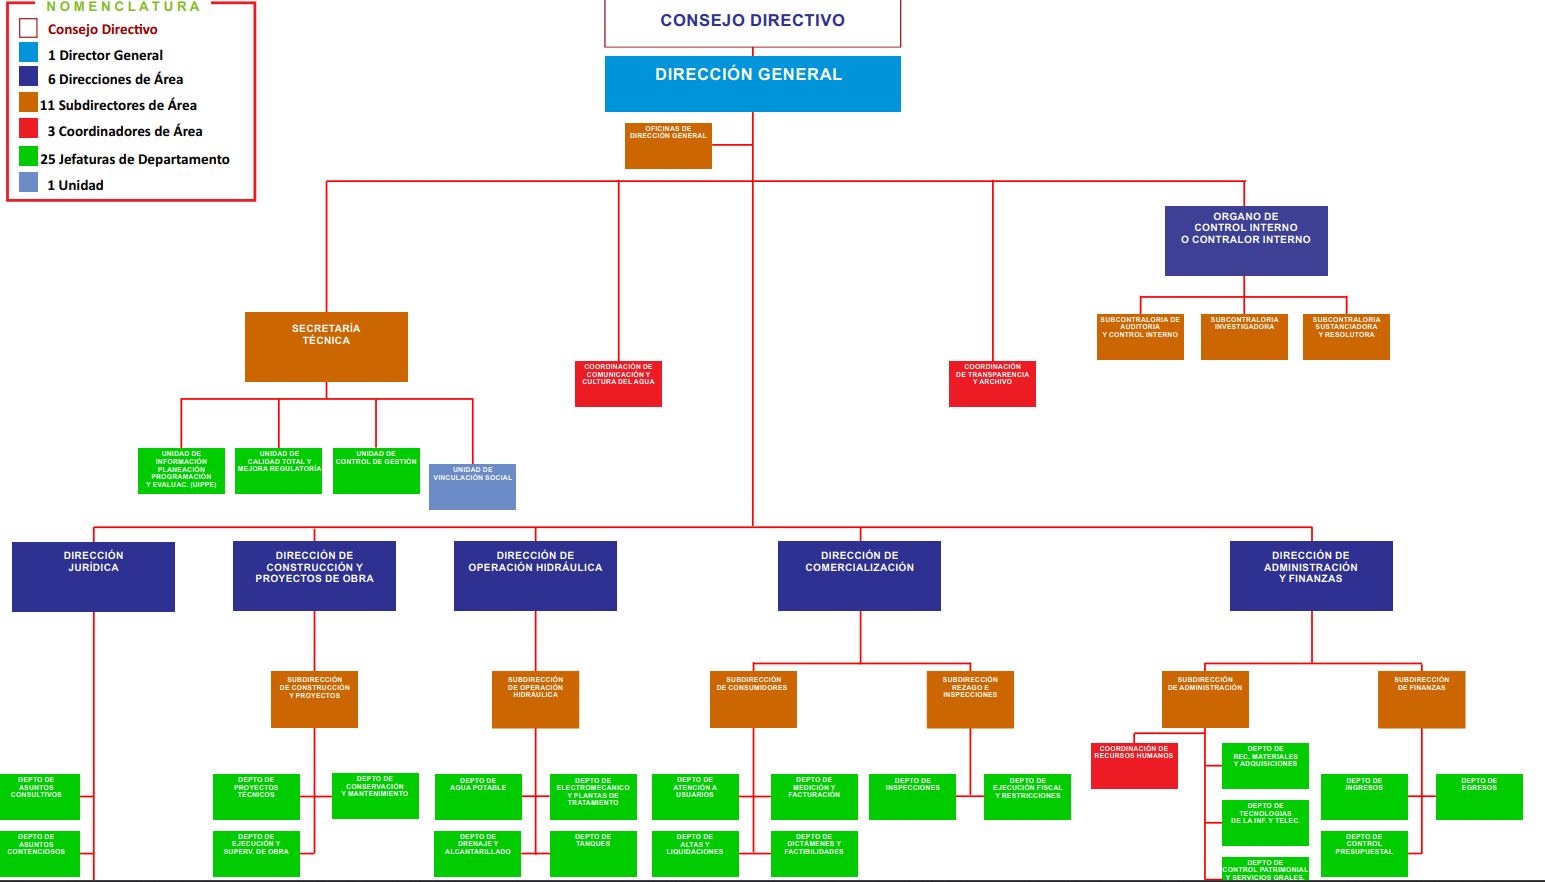 NOMENCLATURA
Consejo Directivo
1 Director General
6 Direcciones de Área
11 Subdirectores de Área
3 Coordinadores de Área
25 Jefaturas de Departamento
1 Unidad
CONSEJO DIRECTIVO
DIRECCIÓN GENERAL
OFICINAS DE
DIRECCIÓN GENERAL
ORGANO DE
CONTROL INTERNO
O CONTRALOR INTERNO
SUBCONTRALORIA DE
AUDITORIA
Y CONTROL INTERNO
SUBCONTRALORIA
INVESTIGADORA
SUBCONTRALORIA
SUSTANCIADORA
Y RESOLUTORA
SECRETARÍA
TÉCNICA
COORDINACIÓN DE
COMUNICACIÓN Y
CULTURA DEL AGUA
COORDINACIÓN
DE TRANSPARENCIA
Y ARCHIVO
UNIDAD DE
INFORMACIÓN
PLANEACIÓN
PROGRAMACIÓN
Y EVALUAC. (UIPPE)
UNIDAD DE
CALIDAD TOTAL Y
MEJORA REGULATORÍA
UNIDAD DE
CONTROL DE GESTIÓN
UNIDAD DE
VINCULACIÓN SOCIAL
DIRECCIÓN
JURÍDICA
DIRECCIÓN DE
CONSTRUCCIÓN Y
PROYECTOS DE OBRA
DIRECCIÓN DE
OPERACIÓN HIDRÁULICA
DIRECCIÓN DE
COMERCIALIZACIÓN
DIRECCIÓN DE
ADMINISTRACIÓN
Y FINANZAS
SUBDIRECCIÓN
DE CONSTRUCCIÓN
Y PROYECTOS
SUBDIRECCIÓN
DE OPERACIÓN
HIDRÁULICA
SUBDIRECCIÓN
DE CONSUMIDORES
SUBDIRECCIÓN
REZAGO E
INSPECCIONES
SUBDIRECCIÓN
DE ADMINISTRACIÓN
SUBDIRECCIÓN
DE FINANZAS
COORDINACIÓN DE
RECURSOS HUMANOS
DEPTO DE
REC. MATERIALES
Y ADQUISICIONES
DEPTO DE
ASUNTOS
CONSULTIVOS
DEPTO DE
PROYECTOS
TÉCNICOS
DEPTO DE
CONSERVACIÓN
Y MANTENIMIENTO
DEPTO DE
AGUA POTABLE
DEPTO DE
ELECTROMECANICO
Y PLANTAS DE
TRATAMIENTO
DEPTO DE
ATENCIÓN A
USUARIOS
DEPTO DE
MEDICIÓN Y
FACTURACIÓN
DEPTO DE
INSPECCIONES
DEPTO DE
EJECUCIÓN FISCAL
Y RESTRICCIONES
DEPTO DE
TECNOLOGIAS
DE LA INF. Y TELEC.
DEPTO DE
INGRESOS
DEPTO DE
EGRESOS
DEPTO DE
ASUNTOS
CONTENCIOSOS
DEPTO DE
EJECUCIÓN Y
SUPERV. DE OBRA
DEPTO DE
DRENAJE Y
ALCANTARILLADO
DEPTO DE
TANQUES
DEPTO DE
ALTAS Y
LIQUIDACIONES
DEPTO DE
DICTÁMENES Y
FACTIBILIDADES
DEPTO DE
CONTROL PATRIMONIAL
Y SERVICIOS GRALES.
DEPTO DE
CONTROL
PRESUPESTAL